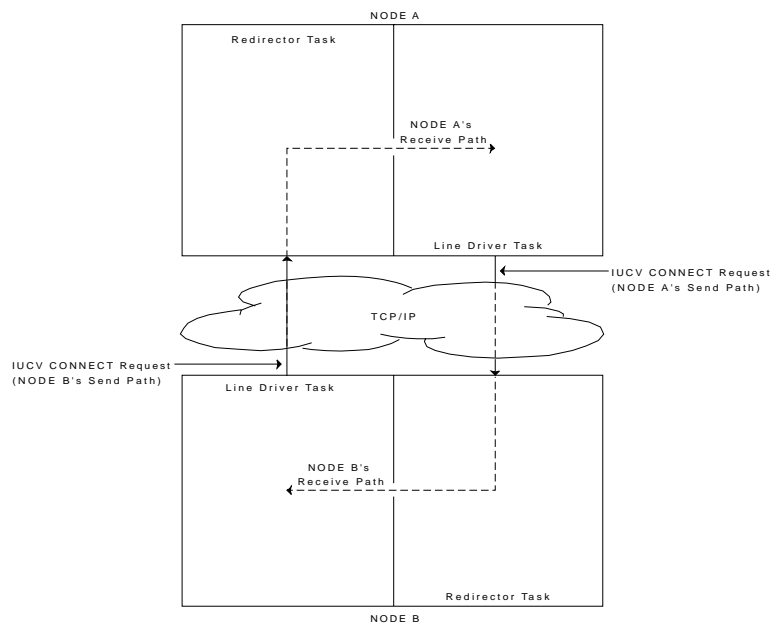 NODE A
Redirector Task
NODE A's
Receive Path
Line Driver Task
IUCV CONNECT Request
(NODE A's Send Path)
TCP/IP
IUCV CONNECT Request
(NODE B's Send Path)
Line Driver Task
NODE B's
Receive Path
Redirector Task
NODE B